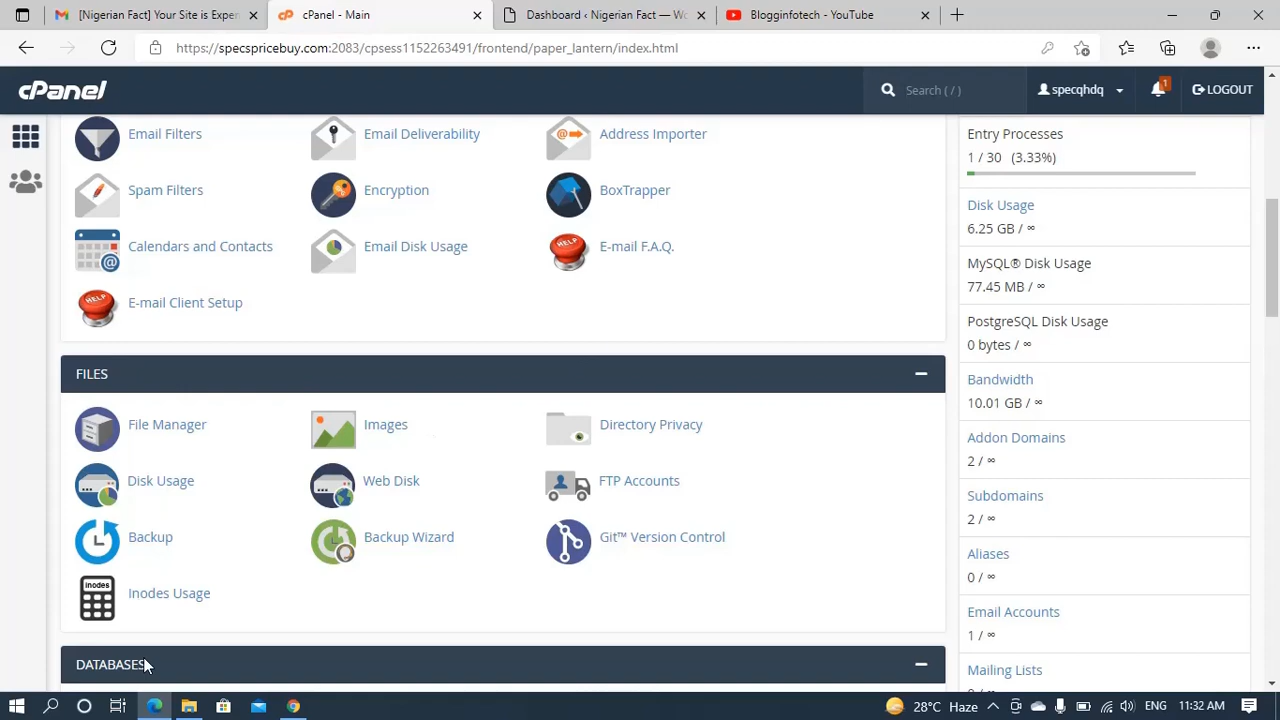 [Nigerian Fact] Your Site is Exper
cPanel - Main
Dashboard ‹ Nigerian Fact — Wo
Blogginfotech - YouTube
https://specspricebuy.com:2083/cpsess1152263491/frontend/paper_lantern/index.html
cPanel
Search ( / )
specqhdq
1
LOGOUT
Email Filters
Email Deliverability
Address Importer
Spam Filters
Encryption
BoxTrapper
Calendars and Contacts
Email Disk Usage
HELP
E-mail F.A.Q.
HELP
E-mail Client Setup
FILES
File Manager
Images
Directory Privacy
Disk Usage
Web Disk
FTP Accounts
Backup
Backup Wizard
Git™ Version Control
inodes
Inodes Usage
DATABASES
Entry Processes
1 / 30 (3.33%)
Disk Usage
6.25 GB / ∞
MySQL® Disk Usage
77.45 MB / ∞
PostgreSQL Disk Usage
0 bytes / ∞
Bandwidth
10.01 GB / ∞
Addon Domains
2 / ∞
Subdomains
2 / ∞
Aliases
0 / ∞
Email Accounts
1 / ∞
Mailing Lists
28°C Haze
ENG
11:32 AM